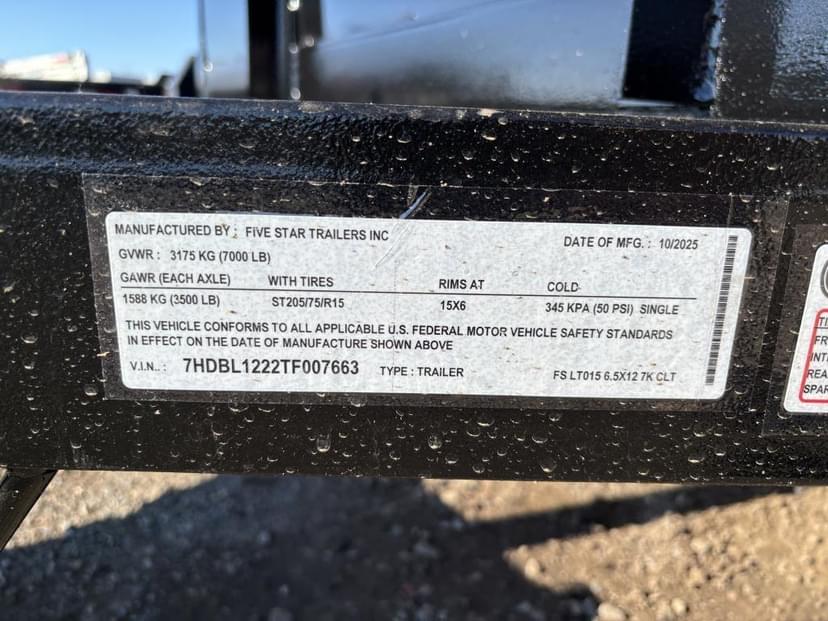 MANUFACTURED BY : FIVE STAR TRAILERS INC
DATE OF MFG. : 10/2025
GVWR : 3175 KG (7000 LB)
GAWR (EACH AXLE) WITH TIRES RIMS AT COLD
1588 KG (3500 LB) ST205/75/R15 15X6 345 KPA (50 PSI) SINGLE
THIS VEHICLE CONFORMS TO ALL APPLICABLE U.S. FEDERAL MOTOR VEHICLE SAFETY STANDARDS
IN EFFECT ON THE DATE OF MANUFACTURE SHOWN ABOVE
V.I.N.. : 7HDBL1222TF007663 TYPE : TRAILER FS LT015 6.5X12 7K CLT